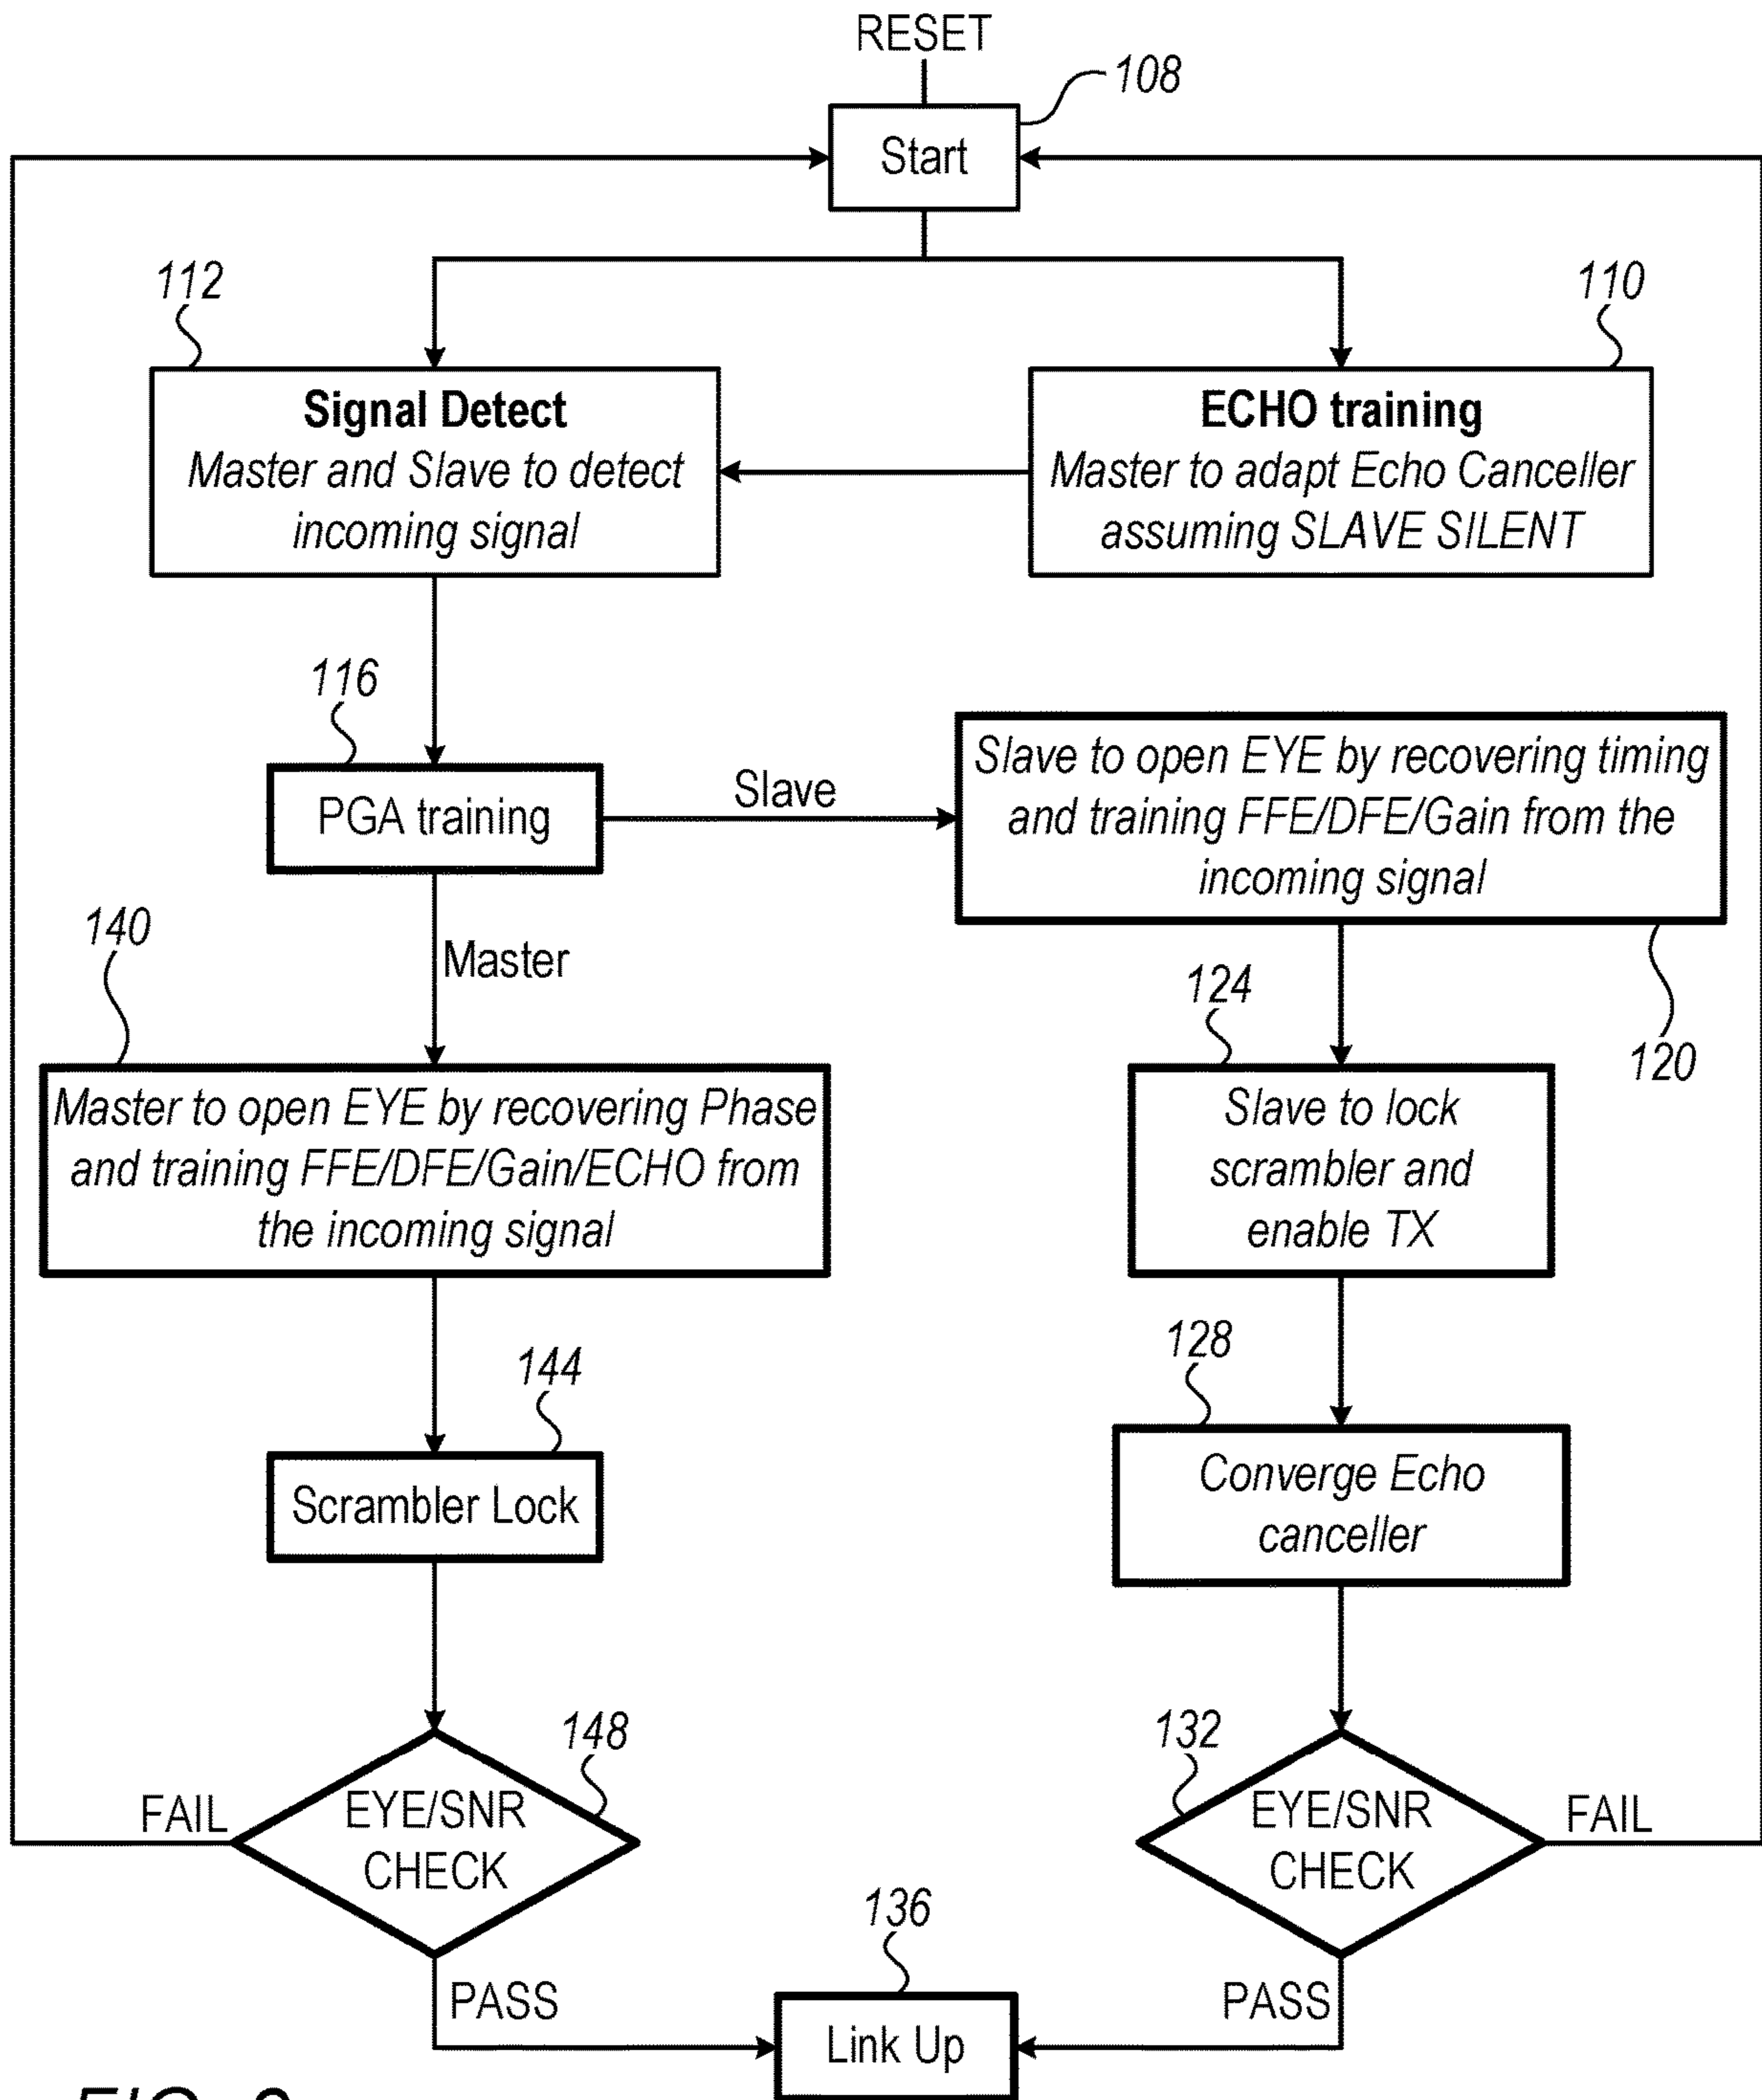 RESET
108
Start
112
110
Signal Detect
Master and Slave to detect
incoming signal
ECHO training
Master to adapt Echo Canceller
assuming SLAVE SILENT
116
PGA training
Slave
Slave to open EYE by recovering timing
and training FFE/DFE/Gain from the
incoming signal
120
Master
140
Master to open EYE by recovering Phase
and training FFE/DFE/Gain/ECHO from
the incoming signal
124
Slave to lock
scrambler and
enable TX
144
Scrambler Lock
128
Converge Echo
canceller
148
EYE/SNR
CHECK
FAIL
132
EYE/SNR
CHECK
FAIL
PASS
136
Link Up
PASS